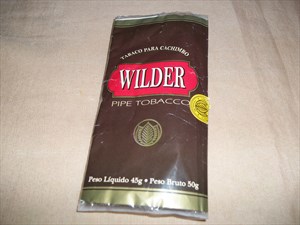 TABACO PARA CACHIMBO
WILDER
PIPE TOBACCO
Peso Líquido 45g • Peso Bruto 50g